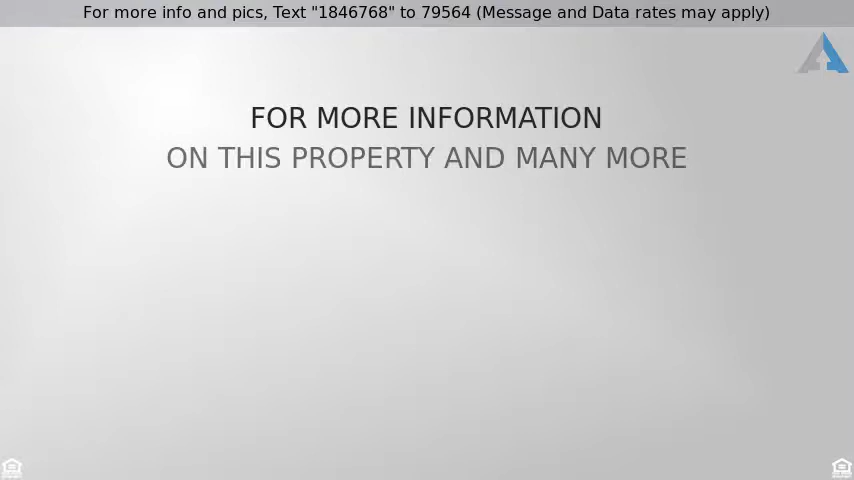 For more info and pics, Text "1846768" to 79564 (Message and Data rates may apply)
FOR MORE INFORMATION
ON THIS PROPERTY AND MANY MORE